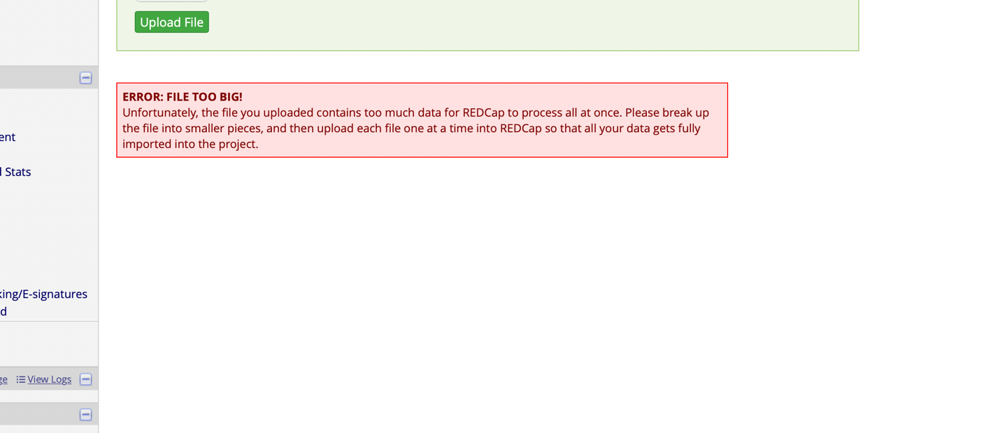 Upload File
ERROR: FILE TOO BIG!
Unfortunately, the file you uploaded contains too much data for REDCap to process all at once. Please break up
the file into smaller pieces, and then upload each file one at a time into REDCap so that all your data gets fully
imported into the project.
ent
Stats
king/E-signatures
d
ge View Logs